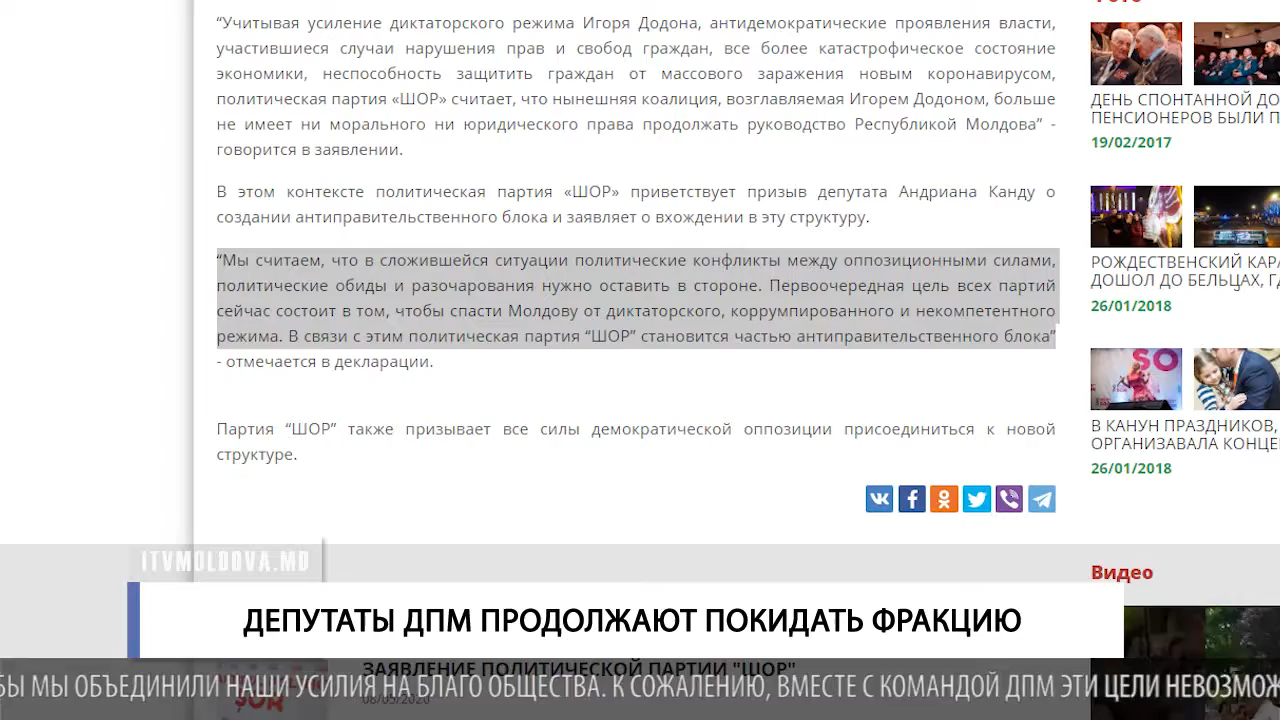 “Учитывая усиление диктаторского режима Игоря Додона, антидемократические проявления власти,
участившиеся случаи нарушения прав и свобод граждан, все более катастрофическое состояние
экономики, неспособность защитить граждан от массового заражения новым коронавирусом,
политическая партия «ШОР» считает, что нынешняя коалиция, возглавляемая Игорем Додоном, больше
не имеет ни морального ни юридического права продолжать руководство Республикой Молдова” -
говорится в заявлении.
В этом контексте политическая партия «ШОР» приветствует призыв депутата Андриана Канду о
создании антиправительственного блока и заявляет о вхождении в эту структуру.
“Мы считаем, что в сложившейся ситуации политические конфликты между оппозиционными силами,
политические обиды и разочарования нужно оставить в стороне. Первоочередная цель всех партий
сейчас состоит в том, чтобы спасти Молдову от диктаторского, коррумпированного и некомпетентного
режима. В связи с этим политическая партия “ШОР” становится частью антиправительственного блока”
- отмечается в декларации.
Партия “ШОР” также призывает все силы демократической оппозиции присоединиться к новой
структуре.
ДЕНЬ СПОНТАННОЙ ДО
ПЕНСИОНЕРОВ БЫЛИ П
19/02/2017
РОЖДЕСТВЕНСКИЙ КАРА
ДОШОЛ ДО БЕЛЬЦАХ, ГД
26/01/2018
В КАНУН ПРАЗДНИКОВ,
ОРГАНИЗАВАЛА КОНЦЕ
26/01/2018
Видео
ITVMOLDOVA.MD
ДЕПУТАТЫ ДПМ ПРОДОЛЖАЮТ ПОКИДАТЬ ФРАКЦИЮ
ЗАЯВЛЕНИЕ ПОЛИТИЧЕСКОЙ ПАРТИИ "ШОР"
08/05/2020
БЫ МЫ ОБЪЕДИНИЛИ НАШИ УСИЛИЯ НА БЛАГО ОБЩЕСТВА. К СОЖАЛЕНИЮ, ВМЕСТЕ С КОМАНДОЙ ДПМ ЭТИ ЦЕЛИ НЕВОЗМОЖ